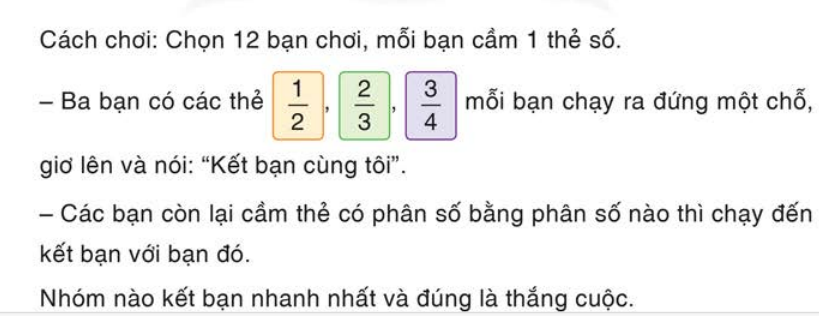 Cách chơi: Chọn 12 bạn chơi, mỗi bạn cầm 1 thẻ số.
– Ba bạn có các thẻ 1/2, 2/3, 3/4 mỗi bạn chạy ra đứng một chỗ,
giơ lên và nói: “Kết bạn cùng tôi”.
– Các bạn còn lại cầm thẻ có phân số bằng phân số nào thì chạy đến
kết bạn với bạn đó.
Nhóm nào kết bạn nhanh nhất và đúng là thắng cuộc.